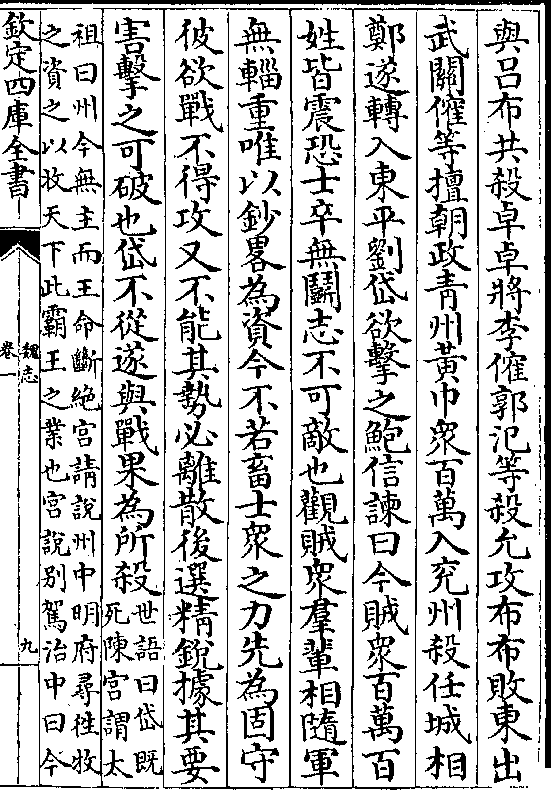 與吕布共殺卓卓將李傕郭汜等殺允攻布布敗東出
武關傕等擅朝政青州黃巾衆百萬入兖州殺任城相
鄭遂轉入東平劉岱欲擊之鮑信諫曰今賊衆百萬百
姓皆震恐士卒無鬭志不可敵也觀賊衆羣輩相隨軍
無輜重唯以鈔畧為資今不若畜士衆之力先為固守
彼欲戰不得攻又不能其勢必離散後選精銳據其要
害擊之可破也岱不從遂與戰果為所殺
世語曰岱既
死陳宫謂太
祖曰州今無主而王命斷絶宫請說州中明府尋往牧
之資之以收天下此霸王之業也宫說别駕治中曰今
欽定四庫全書
魏志
卷一
九